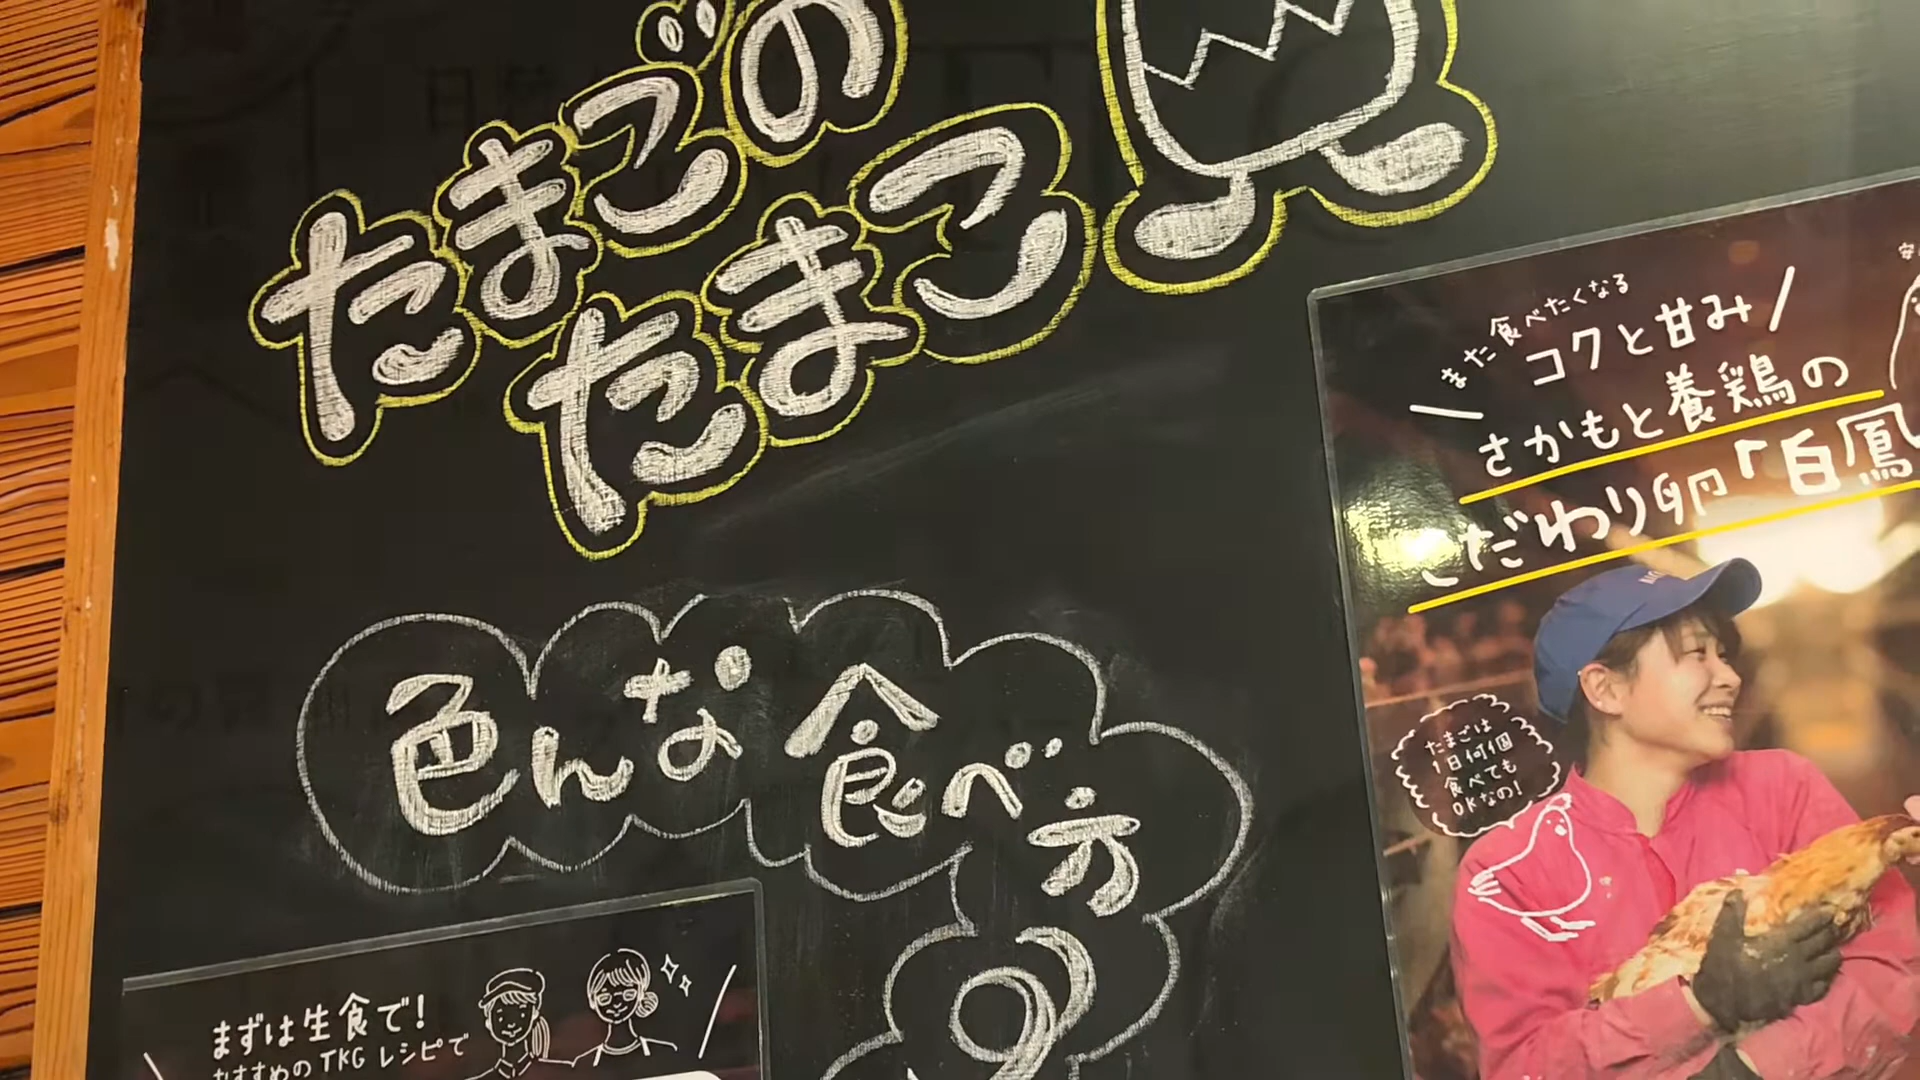 たまごの
たまご
色んな
食べ方
まずは生食で!
おすすめのTKGレシピで
また食べたくなる
コクと甘み
さかもと養鶏の
こだわり卵「白鳳
たまごは
1日何個
食べても
OKなの!